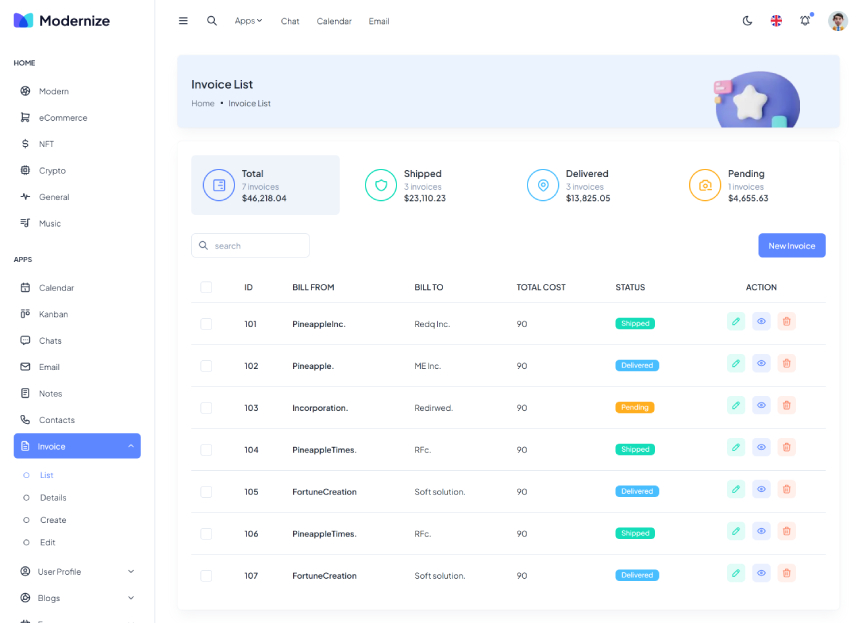 Modernize
Apps Chat Calendar Email
HOME
Modern
eCommerce
NFT
Crypto
General
Music
APPS
Calendar
Kanban
Chats
Email
Notes
Contacts
Invoice
List
Details
Create
Edit
User Profile
Blogs
Invoice List
Home • Invoice List
Total
7 invoices
$46,218.04
Shipped
3 invoices
$23,110.23
Delivered
3 invoices
$13,825.05
Pending
1 invoices
$4,655.63
search
New Invoice
ID BILL FROM BILL TO TOTAL COST STATUS ACTION
101 PineappleInc. Redq Inc. 90 Shipped
102 Pineapple. ME Inc. 90 Delivered
103 Incorporation. Redirwed. 90 Pending
104 PineappleTimes. RFc. 90 Shipped
105 FortuneCreation Soft solution. 90 Delivered
106 PineappleTimes. RFc. 90 Shipped
107 FortuneCreation Soft solution. 90 Delivered